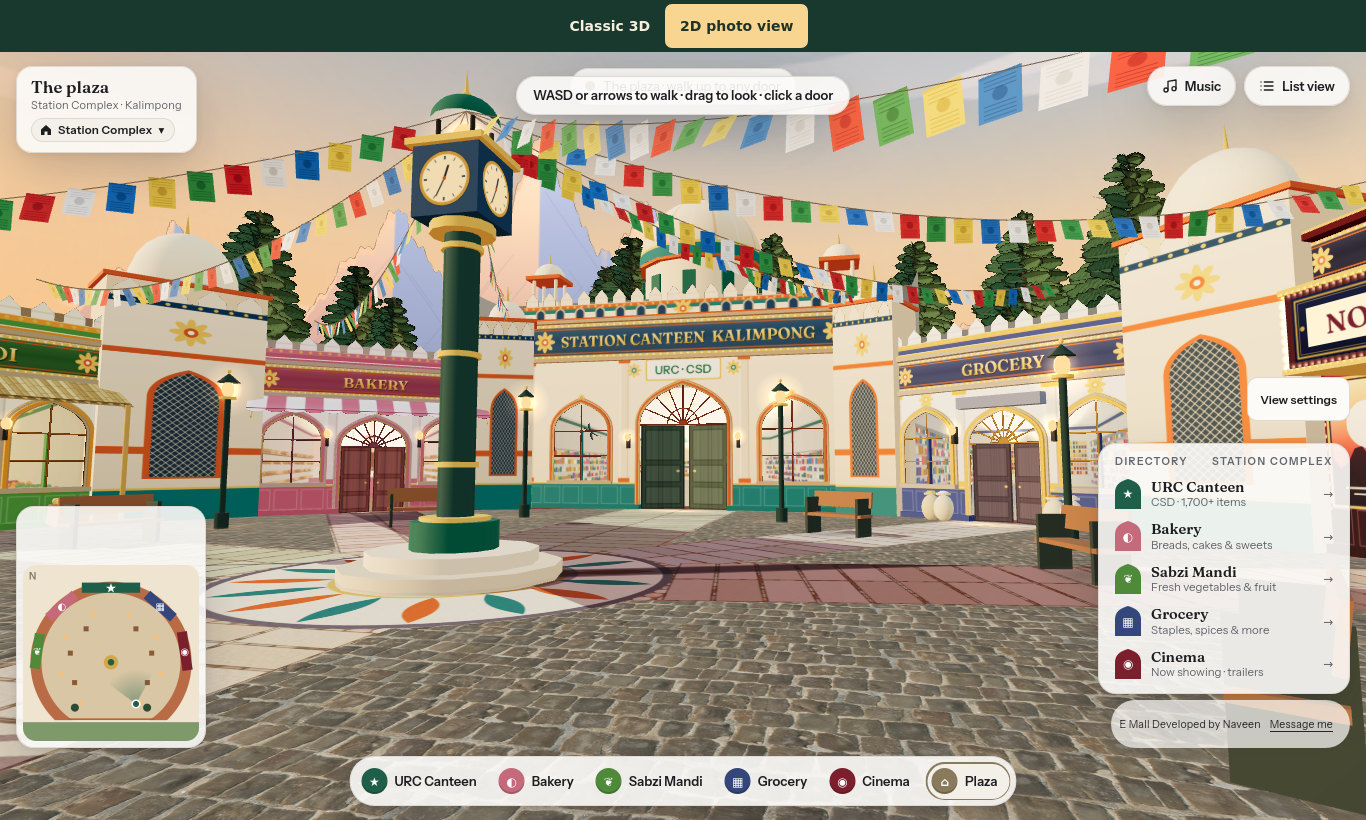 Classic 3D
2D photo view
The plaza
Station Complex · Kalimpong
Station Complex ▾
WASD or arrows to walk · drag to look · click a door
Music
List view
STATION CANTEEN KALIMPONG
URC · CSD
BAKERY
GROCERY
DI
NO
View settings
DIRECTORY STATION COMPLEX
URC Canteen
CSD · 1,700+ items
→
Bakery
Breads, cakes & sweets
→
Sabzi Mandi
Fresh vegetables & fruit
→
Grocery
Staples, spices & more
→
Cinema
Now showing · trailers
→
E Mall Developed by Naveen Message me
N
URC Canteen
Bakery
Sabzi Mandi
Grocery
Cinema
Plaza